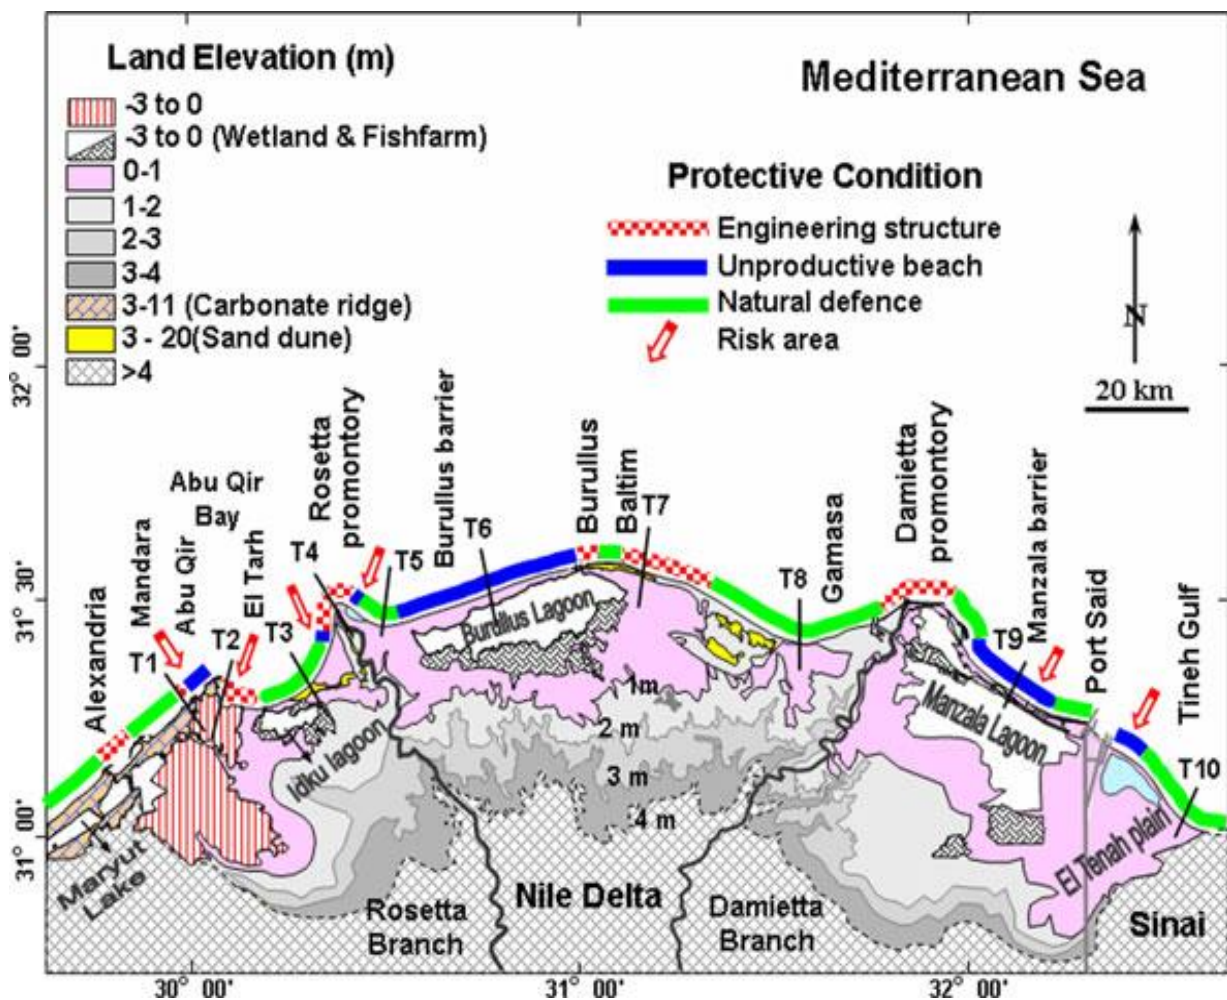 Land Elevation (m)
-3 to 0
-3 to 0 (Wetland & Fishfarm)
0-1
1-2
2-3
3-4
3-11 (Carbonate ridge)
3 - 20(Sand dune)
>4
Mediterranean Sea
Protective Condition
Engineering structure
Unproductive beach
Natural defence
Risk area
N
20 km
32° 00'
31° 30'
31° 00'
Alexandria
Mandara
Abu Qir
Abu Qir
Bay
El Tarh
Rosetta
promontory
Burullus barrier
Burullus
Baltim
Gamasa
Damietta
promontory
Manzala barrier
Port Said
Tineh Gulf
T1
T2
T3
T4
T5
T6
T7
T8
T9
T10
Burullus Lagoon
Manzala Lagoon
Idku lagoon
Maryut
Lake
El Tenah plain
1m
2 m
3 m
4 m
Rosetta
Branch
Nile Delta
Damietta
Branch
Sinai
30° 00'
31° 00'
32° 00'